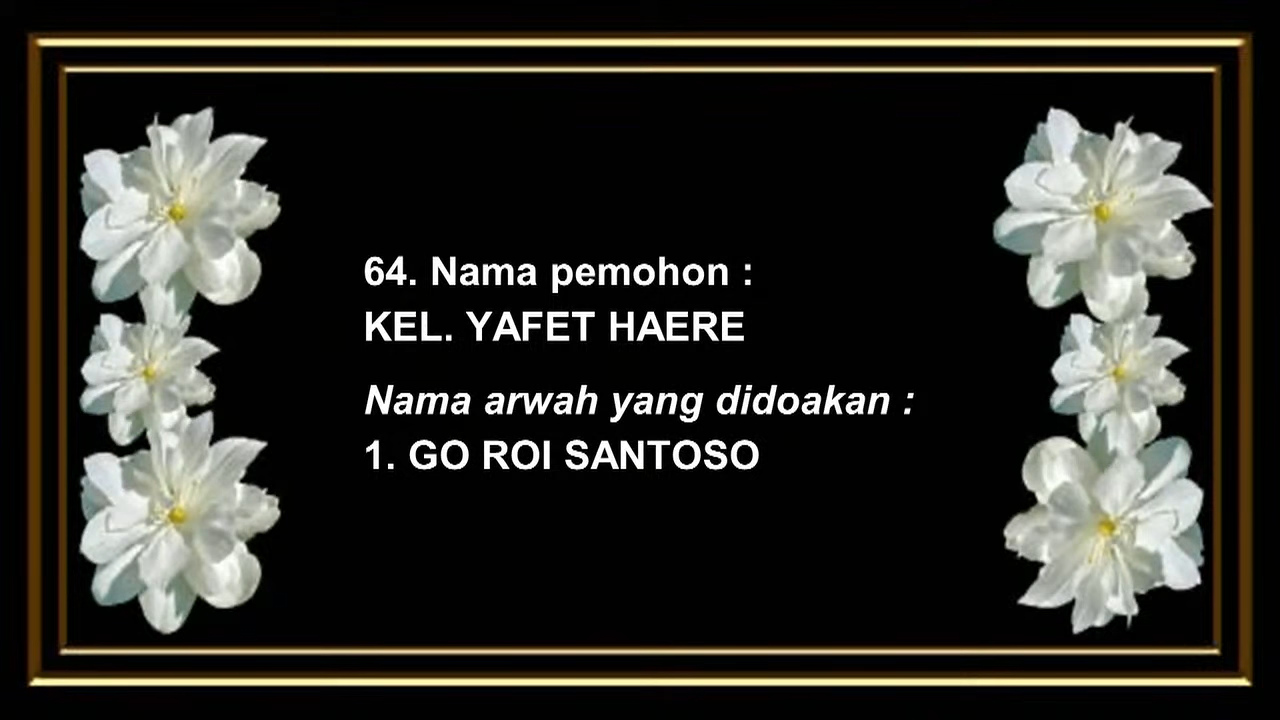 64. Nama pemohon :
KEL. YAFET HAERE
Nama arwah yang didoakan :
1. GO ROI SANTOSO